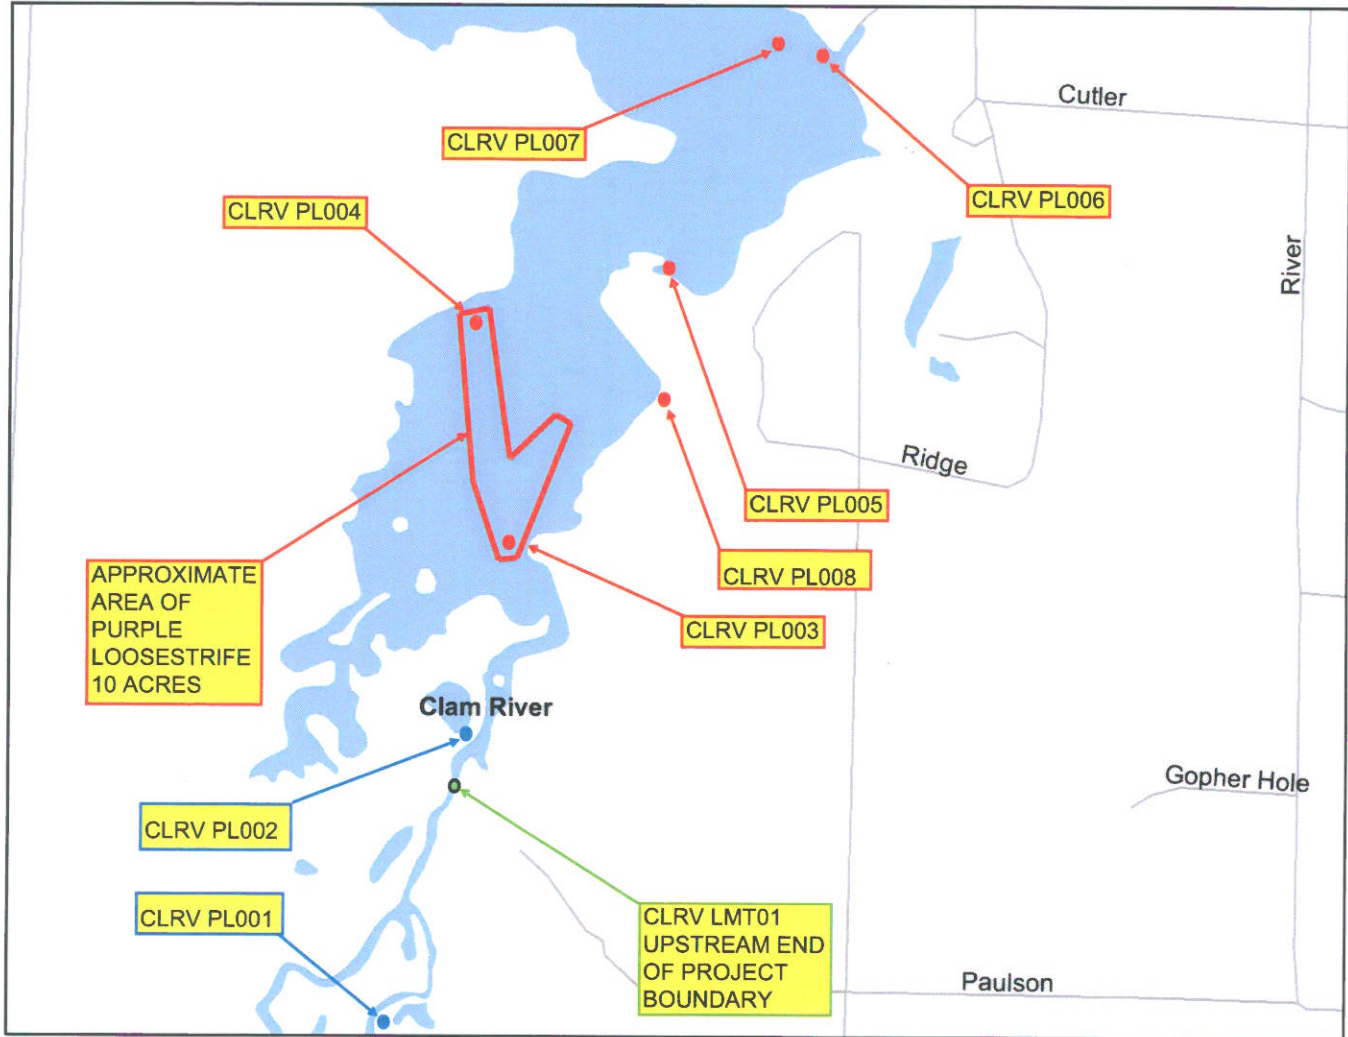 Cutler
CLRV PL007
CLRV PL006
CLRV PL004
River
Ridge
CLRV PL005
CLRV PL008
APPROXIMATE
AREA OF
PURPLE
LOOSESTRIFE
10 ACRES
CLRV PL003
Clam River
Gopher Hole
CLRV PL002
CLRV PL001
CLRV LMT01
UPSTREAM END
OF PROJECT
BOUNDARY
Paulson